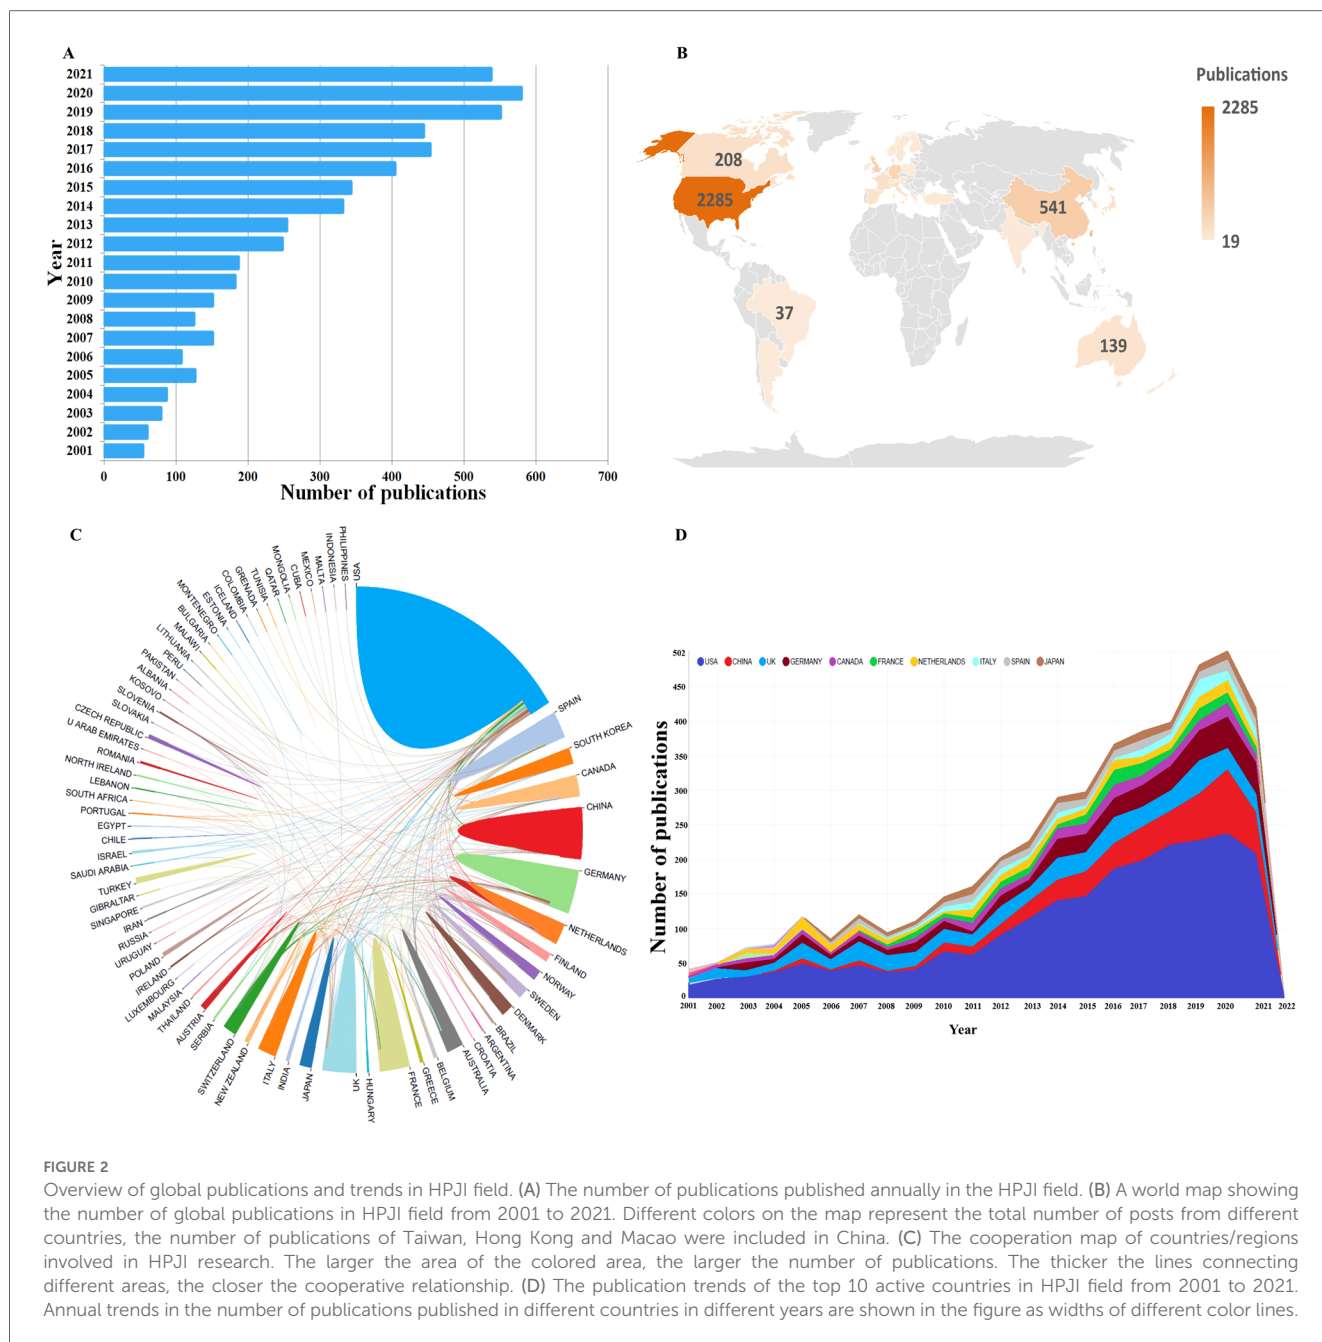 A
2021
2020
2019
2018
2017
2016
2015
2014
2013
2012
2011
2010
2009
2008
2007
2006
2005
2004
2003
2002
2001
Year
0 100 200 300 400 500 600 700
Number of publications
B
Publications
2285
19
208
2285
541
37
139
C
USA
SPAIN
SOUTH KOREA
CANADA
CHINA
GERMANY
NETHERLANDS
FINLAND
NORWAY
SWEDEN
DENMARK
BRAZIL
ARGENTINA
CROATIA
AUSTRALIA
BELGIUM
GREECE
FRANCE
HUNGARY
UK
JAPAN
INDIA
ITALY
NEW ZEALAND
SWITZERLAND
SERBIA
AUSTRIA
THAILAND
MALAYSIA
LUXEMBOURG
IRELAND
POLAND
URUGUAY
RUSSIA
IRAN
SINGAPORE
GIBRALTAR
TURKEY
SAUDI ARABIA
ISRAEL
CHILE
EGYPT
PORTUGAL
SOUTH AFRICA
LEBANON
NORTH IRELAND
ROMANIA
U ARAB EMIRATES
CZECH REPUBLIC
SLOVAKIA
SLOVENIA
KOSOVO
ALBANIA
PAKISTAN
PERU
LITHUANIA
MALAWI
BULGARIA
MONTENEGRO
ESTONIA
ICELAND
COLOMBIA
GRENADA
TUNISIA
QATAR
MONGOLIA
CUBA
MEXICO
MALTA
INDONESIA
PHILIPPINES
D
USA CHINA UK GERMANY CANADA FRANCE NETHERLANDS ITALY SPAIN JAPAN
502
450
400
350
300
250
200
150
100
50
0
Number of publications
2001 2002 2003 2004 2005 2006 2007 2008 2009 2010 2011 2012 2013 2014 2015 2016 2017 2018 2019 2020 2021 2022
Year
FIGURE 2
Overview of global publications and trends in HPJI field. (A) The number of publications published annually in the HPJI field. (B) A world map showing
the number of global publications in HPJI field from 2001 to 2021. Different colors on the map represent the total number of posts from different
countries, the number of publications of Taiwan, Hong Kong and Macao were included in China. (C) The cooperation map of countries/regions
involved in HPJI research. The larger the area of the colored area, the larger the number of publications. The thicker the lines connecting
different areas, the closer the cooperative relationship. (D) The publication trends of the top 10 active countries in HPJI field from 2001 to 2021.
Annual trends in the number of publications published in different countries in different years are shown in the figure as widths of different color lines.